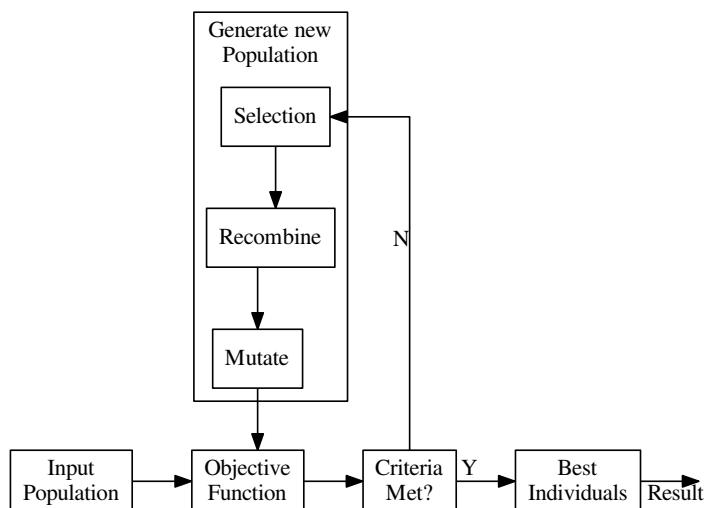 Generate new
Population
Selection
Recombine
N
Mutate
Input
Population
Objective
Function
Criteria
Met?
Y
Best
Individuals
Result